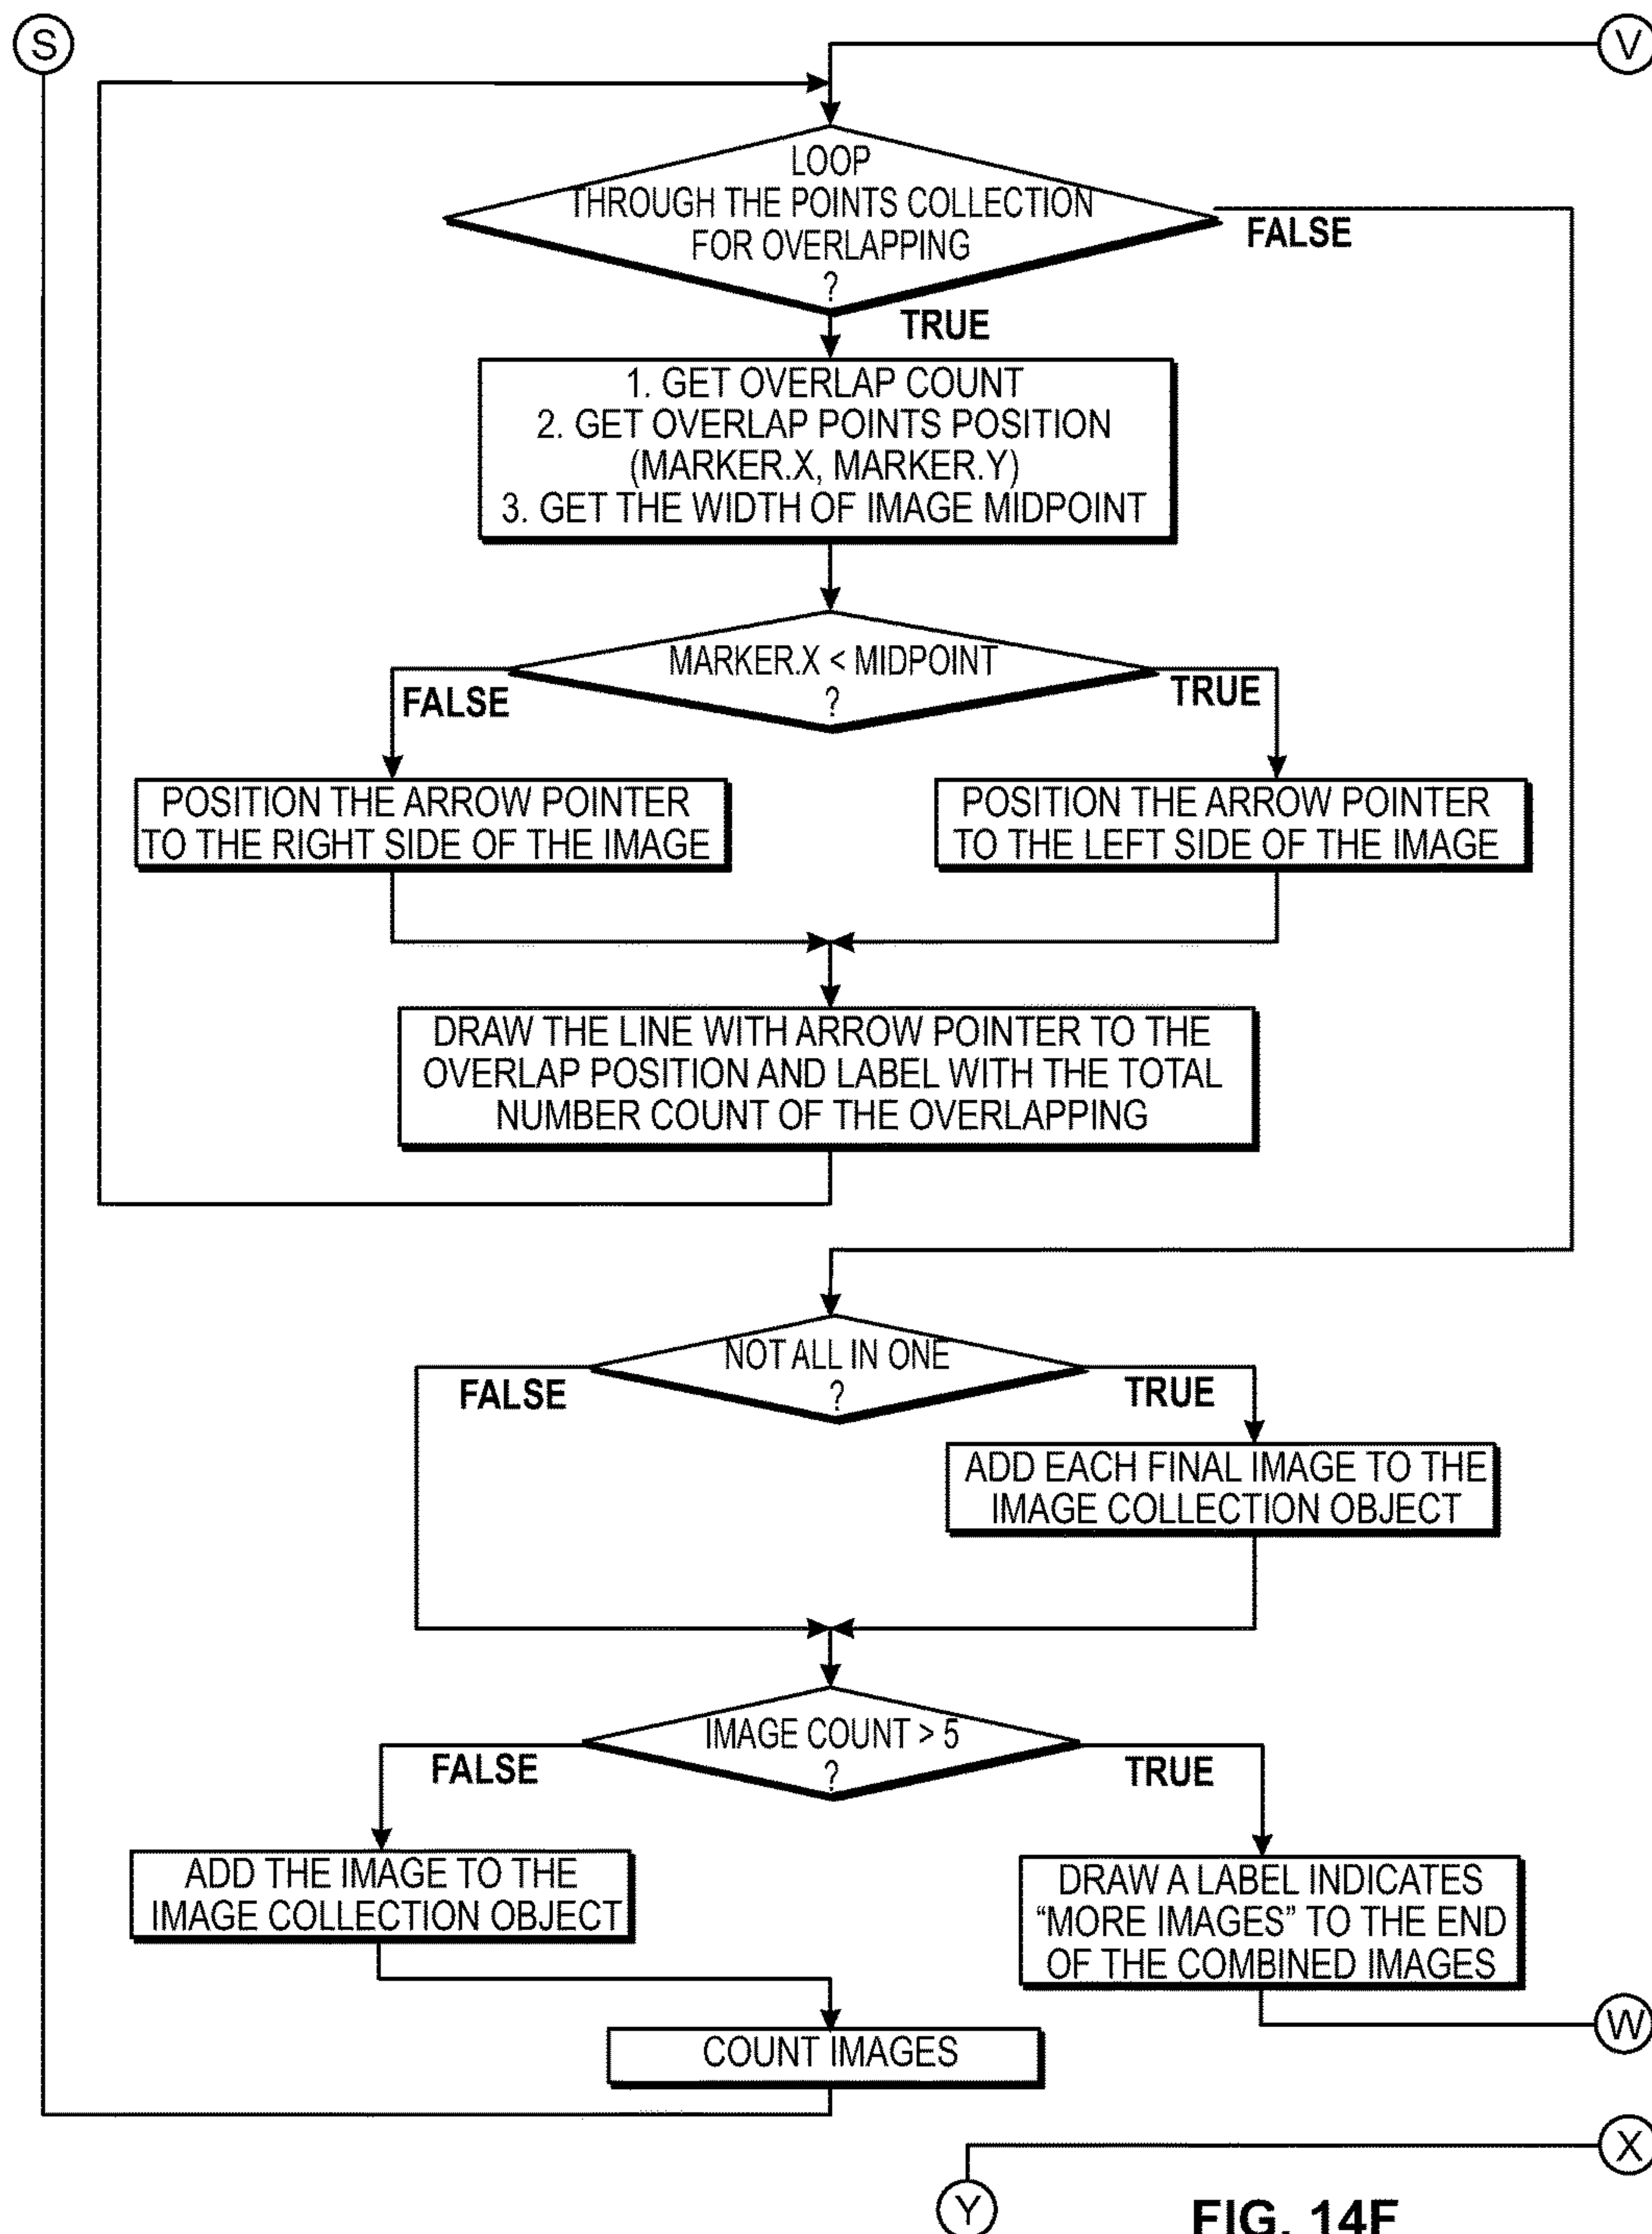 S
V
LOOP
THROUGH THE POINTS COLLECTION
FOR OVERLAPPING
?
FALSE
TRUE
1. GET OVERLAP COUNT
2. GET OVERLAP POINTS POSITION
(MARKER.X, MARKER.Y)
3. GET THE WIDTH OF IMAGE MIDPOINT
MARKER.X < MIDPOINT
?
FALSE
TRUE
POSITION THE ARROW POINTER
TO THE RIGHT SIDE OF THE IMAGE
POSITION THE ARROW POINTER
TO THE LEFT SIDE OF THE IMAGE
DRAW THE LINE WITH ARROW POINTER TO THE
OVERLAP POSITION AND LABEL WITH THE TOTAL
NUMBER COUNT OF THE OVERLAPPING
NOT ALL IN ONE
?
FALSE
TRUE
ADD EACH FINAL IMAGE TO THE
IMAGE COLLECTION OBJECT
IMAGE COUNT > 5
?
FALSE
TRUE
ADD THE IMAGE TO THE
IMAGE COLLECTION OBJECT
DRAW A LABEL INDICATES
“MORE IMAGES” TO THE END
OF THE COMBINED IMAGES
W
COUNT IMAGES
X
Y
FIG. 14F